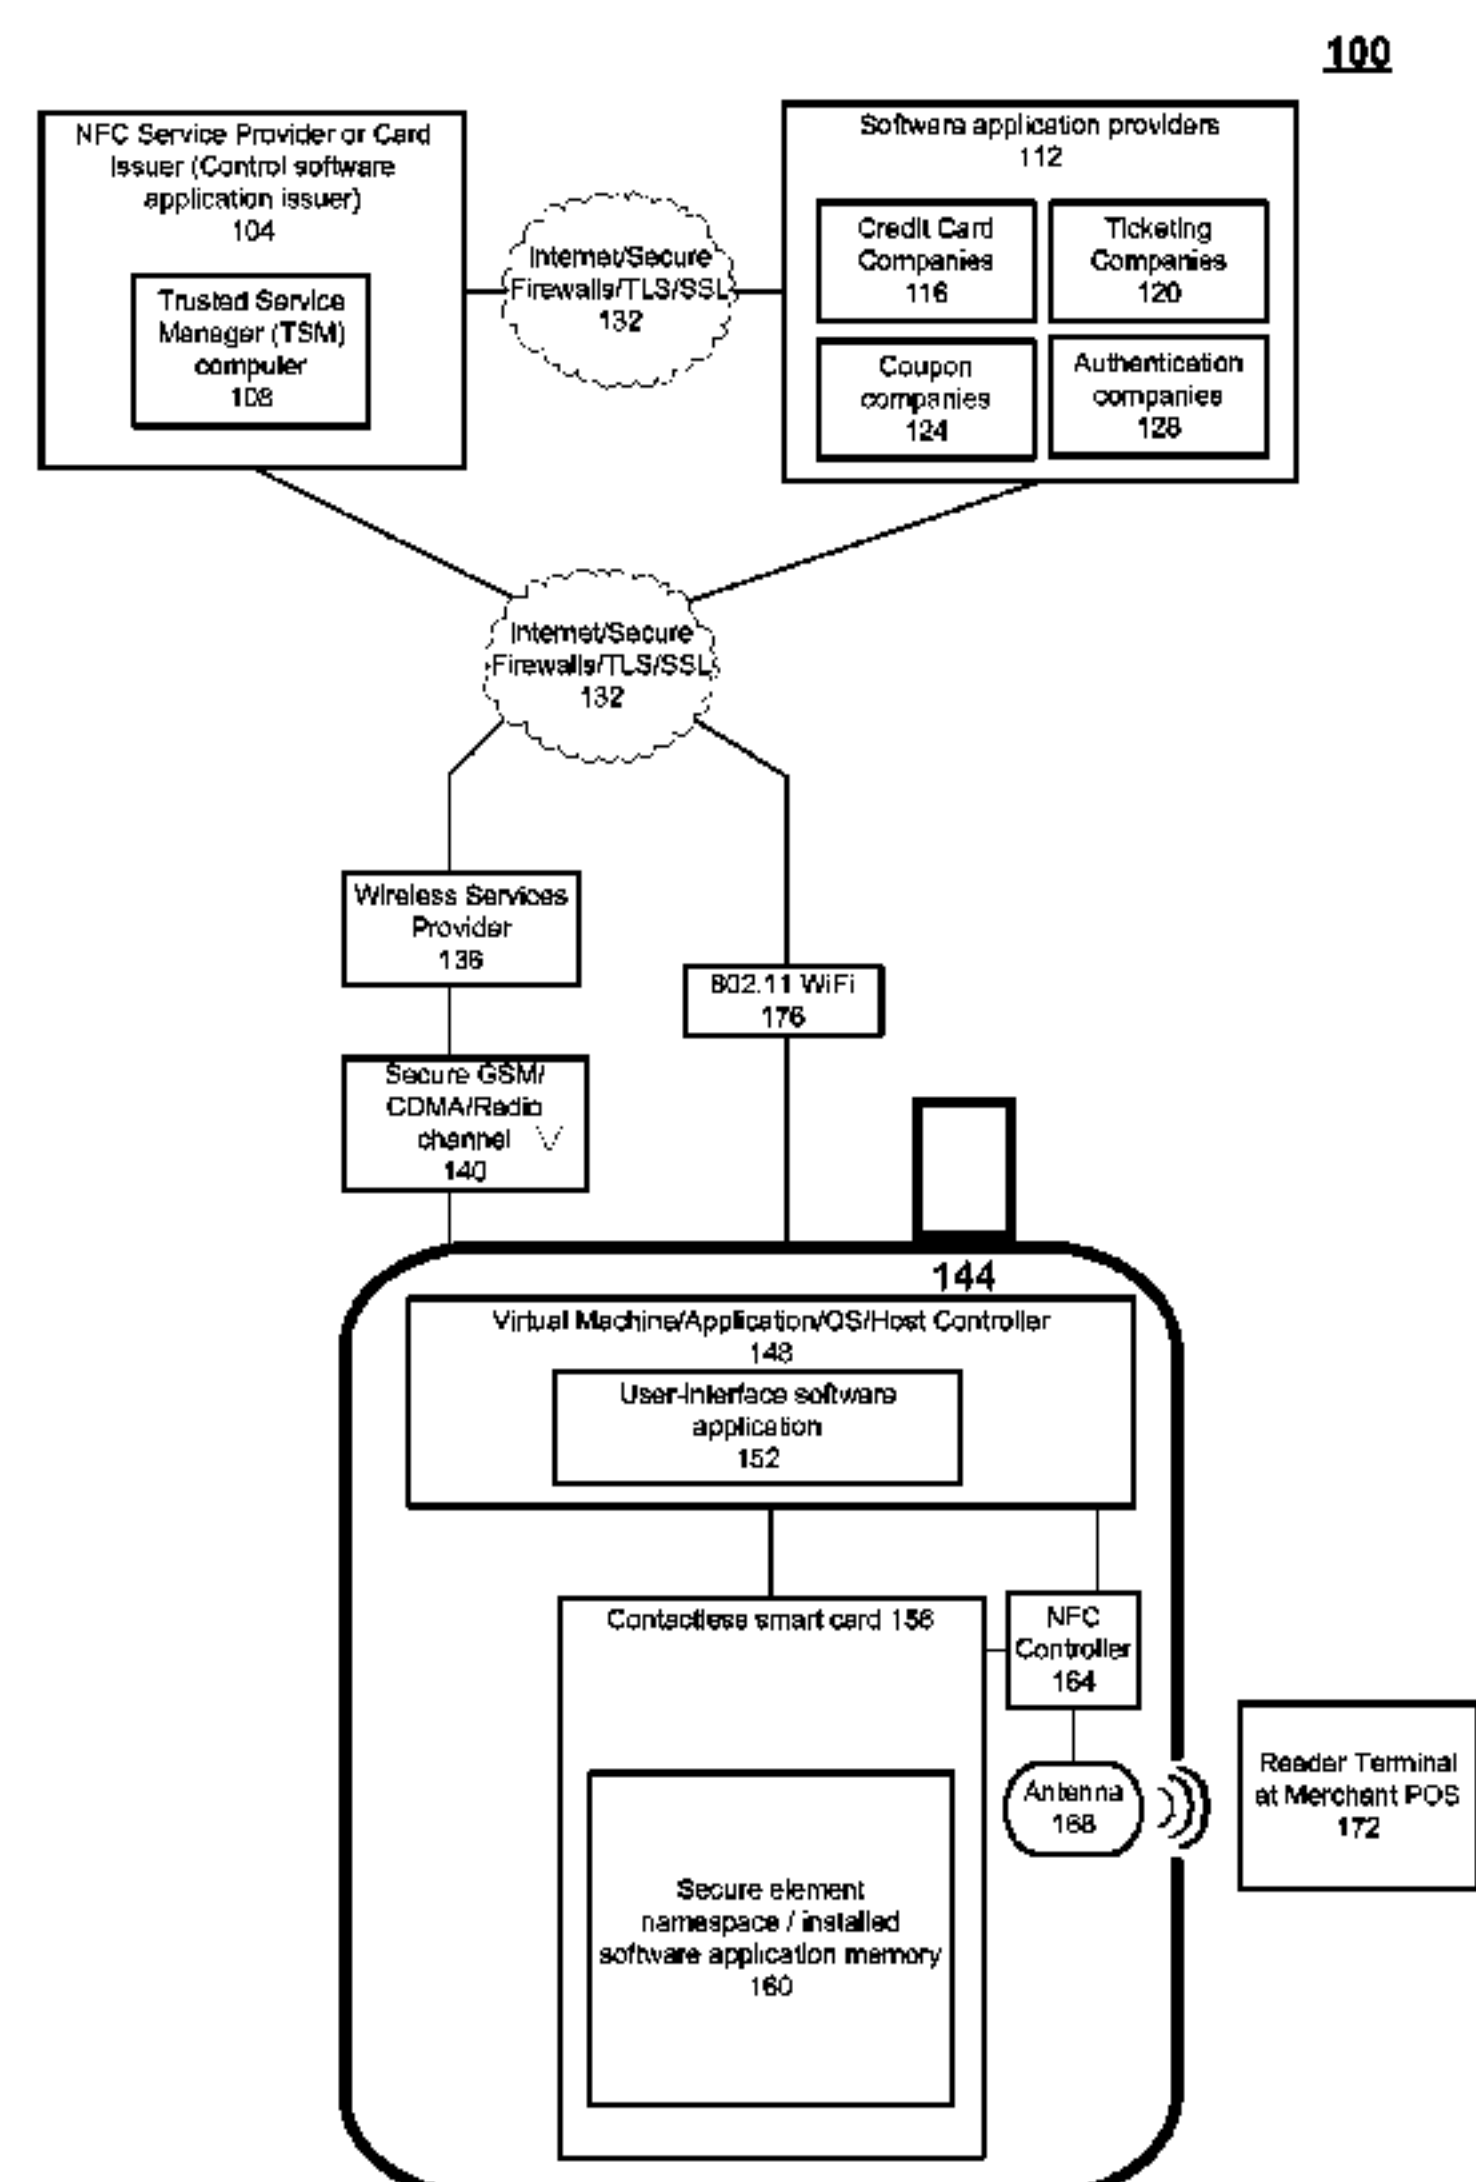 100
NFC Service Provider or Card
Issuer (Control software
application issuer)
104
Trusted Service
Manager (TSM)
computer
108
Internet/Secure
Firewalls/TLS/SSL
132
Software application providers
112
Credit Card
Companies
116
Ticketing
Companies
120
Coupon
companies
124
Authentication
companies
128
Internet/Secure
Firewalls/TLS/SSL
132
Wireless Services
Provider
136
802.11 WiFi
176
Secure GSM/
CDMA/Radio
channel
140
144
Virtual Machine/Application/OS/Host Controller
148
User-interface software
application
152
Contactless smart card 156
NFC
Controller
164
Antenna
168
Reader Terminal
at Merchant POS
172
Secure element
namespace / installed
software application memory
160